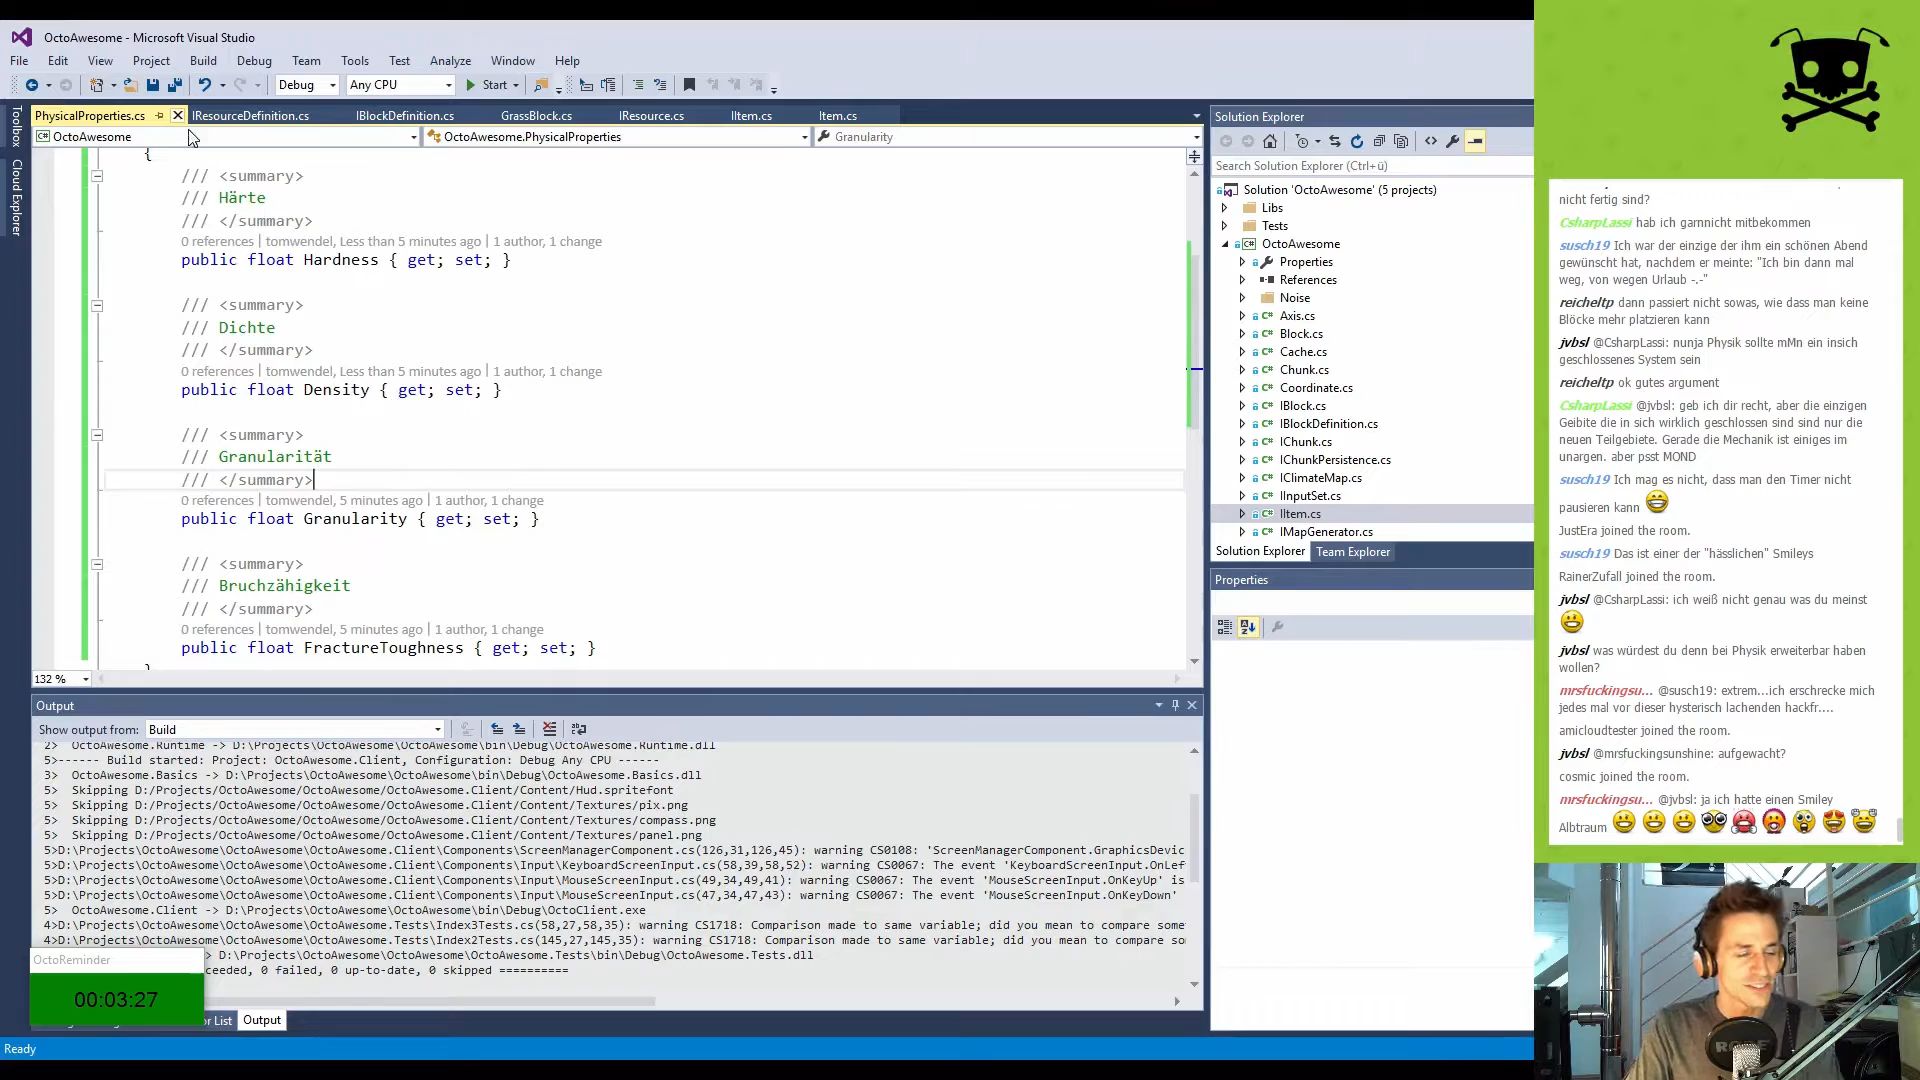 OctoAwesome - Microsoft Visual Studio
File Edit View Project Build Debug Team Tools Test Analyze Window Help
Debug Any CPU Start
PhysicalProperties.cs IResourceDefinition.cs IBlockDefinition.cs GrassBlock.cs IResource.cs IItem.cs Item.cs
OctoAwesome OctoAwesome.PhysicalProperties Granularity
Toolbox
Cloud Explorer
{
/// <summary>
/// Härte
/// </summary>
0 references | tomwendel, Less than 5 minutes ago | 1 author, 1 change
public float Hardness { get; set; }
/// <summary>
/// Dichte
/// </summary>
0 references | tomwendel, Less than 5 minutes ago | 1 author, 1 change
public float Density { get; set; }
/// <summary>
/// Granularität
/// </summary>
0 references | tomwendel, 5 minutes ago | 1 author, 1 change
public float Granularity { get; set; }
/// <summary>
/// Bruchzähigkeit
/// </summary>
0 references | tomwendel, 5 minutes ago | 1 author, 1 change
public float FractureToughness { get; set; }
132 %
Output
Show output from: Build
2> OctoAwesome.Runtime -> D:\Projects\OctoAwesome\OctoAwesome\bin\Debug\OctoAwesome.Runtime.dll
5>------ Build started: Project: OctoAwesome.Client, Configuration: Debug Any CPU ------
3> OctoAwesome.Basics -> D:\Projects\OctoAwesome\OctoAwesome\bin\Debug\OctoAwesome.Basics.dll
5> Skipping D:/Projects/OctoAwesome/OctoAwesome/OctoAwesome.Client/Content/Hud.spritefont
5> Skipping D:/Projects/OctoAwesome/OctoAwesome/OctoAwesome.Client/Content/Textures/pix.png
5> Skipping D:/Projects/OctoAwesome/OctoAwesome/OctoAwesome.Client/Content/Textures/compass.png
5> Skipping D:/Projects/OctoAwesome/OctoAwesome/OctoAwesome.Client/Content/Textures/panel.png
5>D:\Projects\OctoAwesome\OctoAwesome\OctoAwesome.Client\Components\ScreenManagerComponent.cs(126,31,126,45): warning CS0108: 'ScreenManagerComponent.GraphicsDevic
5>D:\Projects\OctoAwesome\OctoAwesome\OctoAwesome.Client\Components\Input\KeyboardScreenInput.cs(58,39,58,52): warning CS0067: The event 'KeyboardScreenInput.OnLef
5>D:\Projects\OctoAwesome\OctoAwesome\OctoAwesome.Client\Components\Input\MouseScreenInput.cs(49,34,49,41): warning CS0067: The event 'MouseScreenInput.OnKeyUp' is
5>D:\Projects\OctoAwesome\OctoAwesome\OctoAwesome.Client\Components\Input\MouseScreenInput.cs(47,34,47,43): warning CS0067: The event 'MouseScreenInput.OnKeyDown'
5> OctoAwesome.Client -> D:\Projects\OctoAwesome\OctoAwesome\bin\Debug\OctoClient.exe
4>D:\Projects\OctoAwesome\OctoAwesome\OctoAwesome.Tests\Index3Tests.cs(58,27,58,35): warning CS1718: Comparison made to same variable; did you mean to compare some
4>D:\Projects\OctoAwesome\OctoAwesome\OctoAwesome.Tests\Index2Tests.cs(145,27,145,35): warning CS1718: Comparison made to same variable; did you mean to compare so
> D:\Projects\OctoAwesome\OctoAwesome\OctoAwesome.Tests\bin\Debug\OctoAwesome.Tests.dll
ceeded, 0 failed, 0 up-to-date, 0 skipped ==========
OctoReminder
00:03:27
or List Output
Ready
Solution Explorer
Search Solution Explorer (Ctrl+ü)
Solution 'OctoAwesome' (5 projects)
Libs
Tests
OctoAwesome
Properties
References
Noise
Axis.cs
Block.cs
Cache.cs
Chunk.cs
Coordinate.cs
IBlock.cs
IBlockDefinition.cs
IChunk.cs
IChunkPersistence.cs
IClimateMap.cs
IInputSet.cs
IItem.cs
IMapGenerator.cs
Solution Explorer Team Explorer
Properties
nicht fertig sind?
CsharpLassi hab ich garnnicht mitbekommen
susch19 Ich war der einzige der ihm ein schönen Abend
gewünscht hat, nachdem er meinte: "Ich bin dann mal
weg, von wegen Urlaub -.-"
reicheltp dann passiert nicht sowas, wie dass man keine
Blöcke mehr platzieren kann
jvbsl @CsharpLassi: nunja Physik sollte mMn ein insich
geschlossenes System sein
reicheltp ok gutes argument
CsharpLassi @jvbsl: geb ich dir recht, aber die einzigen
Geibite die in sich wirklich geschlossen sind sind nur die
neuen Teilgebiete. Gerade die Mechanik ist einiges im
unargen. aber psst MOND
susch19 Ich mag es nicht, dass man den Timer nicht
pausieren kann
JustEra joined the room.
susch19 Das ist einer der "hässlichen" Smileys
RainerZufall joined the room.
jvbsl @CsharpLassi: ich weiß nicht genau was du meinst
jvbsl was würdest du denn bei Physik erweiterbar haben
wollen?
mrsfuckingsu... @susch19: extrem...ich erschrecke mich
jedes mal vor dieser hysterisch lachenden hackfr....
amicloudtester joined the room.
jvbsl @mrsfuckingsunshine: aufgewacht?
cosmic joined the room.
mrsfuckingsu... @jvbsl: ja ich hatte einen Smiley
Albtraum